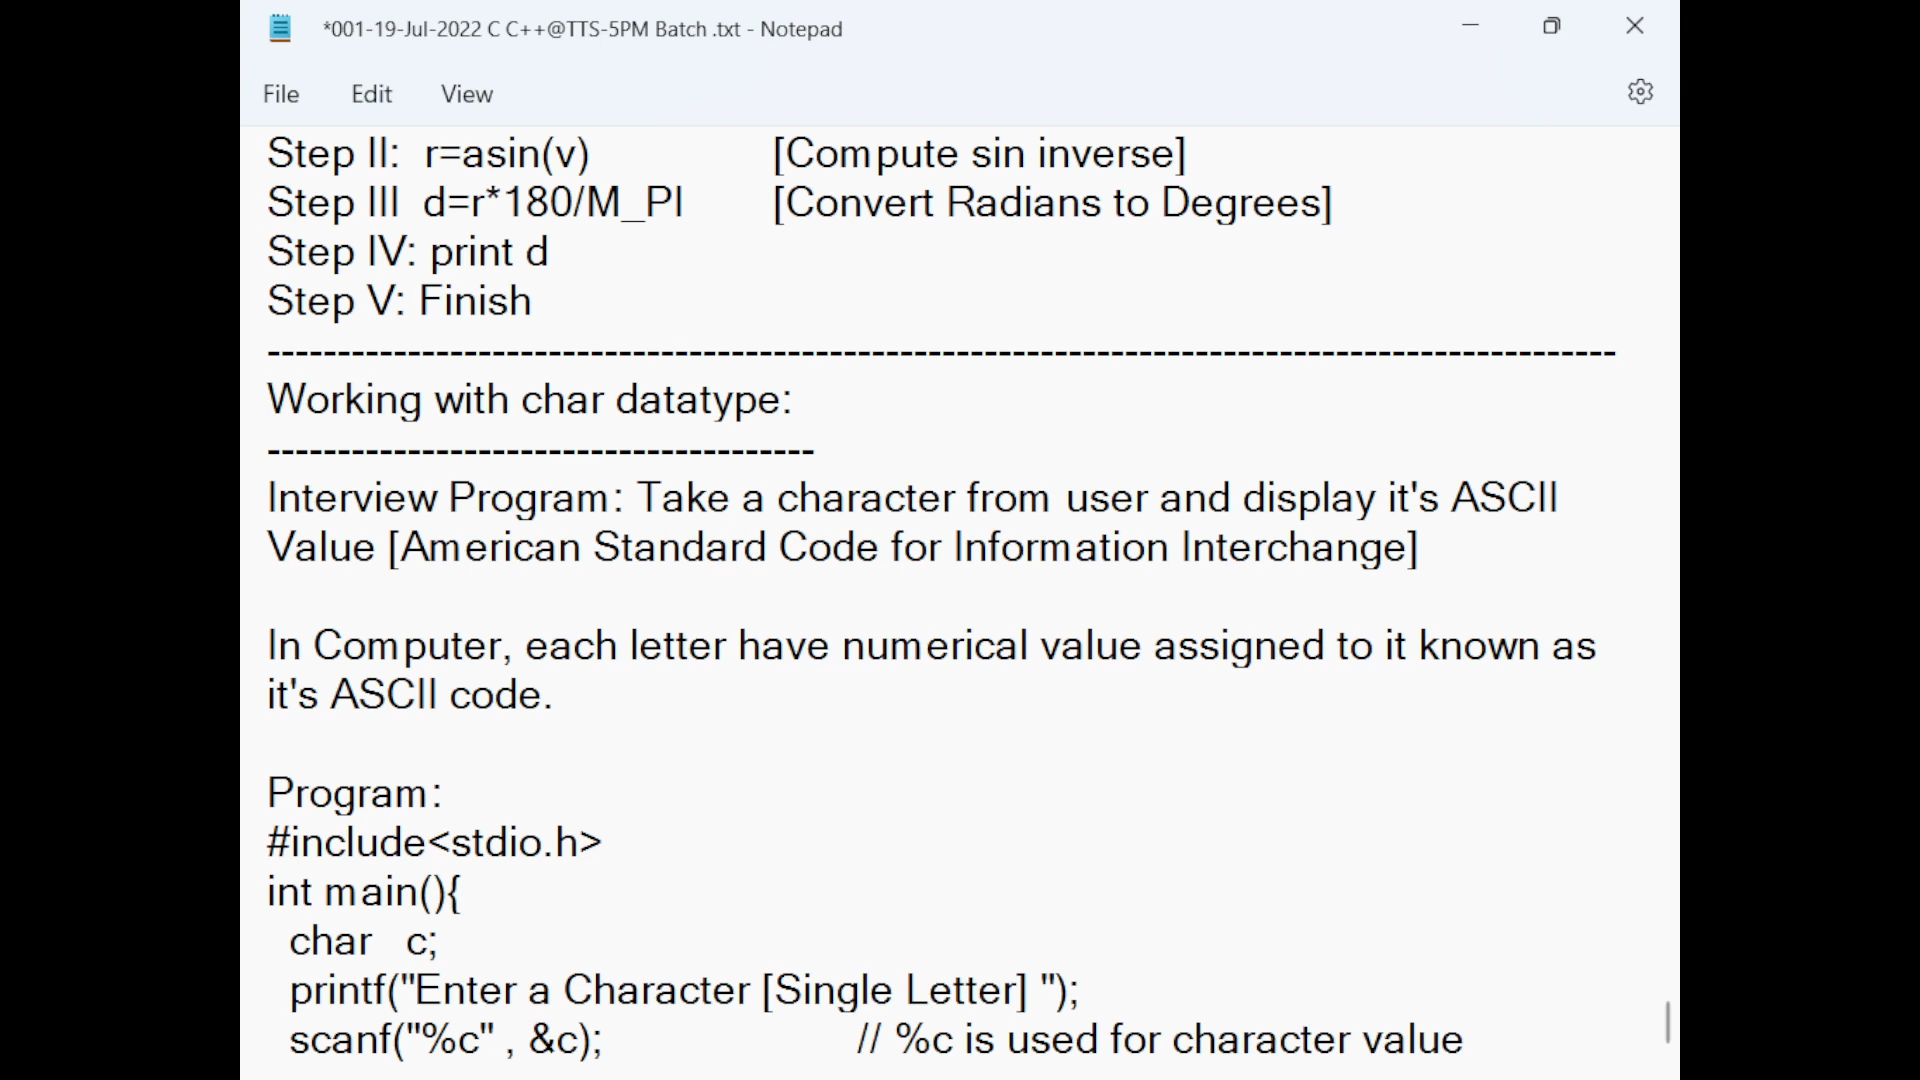 *001-19-Jul-2022 C C++@TTS-5PM Batch .txt - Notepad
File Edit View
Step II: r=asin(v) [Compute sin inverse]
Step III d=r*180/M_PI [Convert Radians to Degrees]
Step IV: print d
Step V: Finish
------------------------------------------------------------------------------------------------
Working with char datatype:
---------------------------------------
Interview Program: Take a character from user and display it's ASCII
Value [American Standard Code for Information Interchange]
In Computer, each letter have numerical value assigned to it known as
it's ASCII code.
Program:
#include<stdio.h>
int main(){
char c;
printf("Enter a Character [Single Letter] ");
scanf("%c" , &c); // %c is used for character value